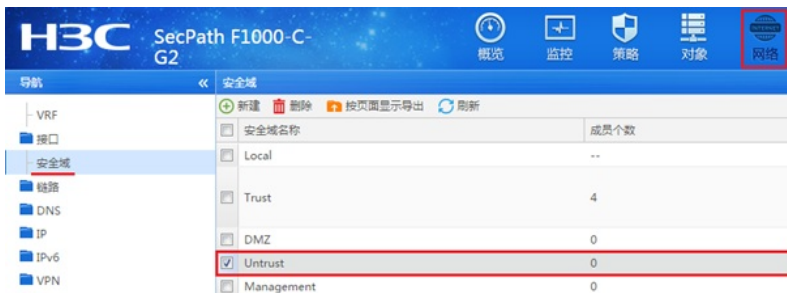 H3C SecPath F1000-C-G2
概览 监控 策略 对象 网络
导航 « 安全域
新建 删除 按页面显示导出 刷新
VRF
接口
安全域
链路
DNS
IP
IPv6
VPN
安全域名称 成员个数
Local --
Trust 4
DMZ 0
Untrust 0
Management 0